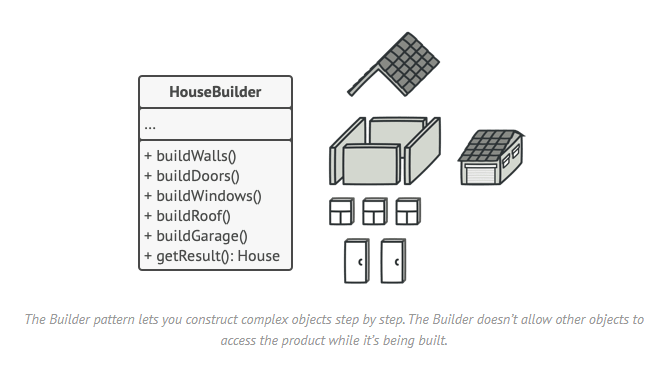 HouseBuilder
...
+ buildWalls()
+ buildDoors()
+ buildWindows()
+ buildRoof()
+ buildGarage()
+ getResult(): House
The Builder pattern lets you construct complex objects step by step. The Builder doesn't allow other objects to
access the product while it's being built.